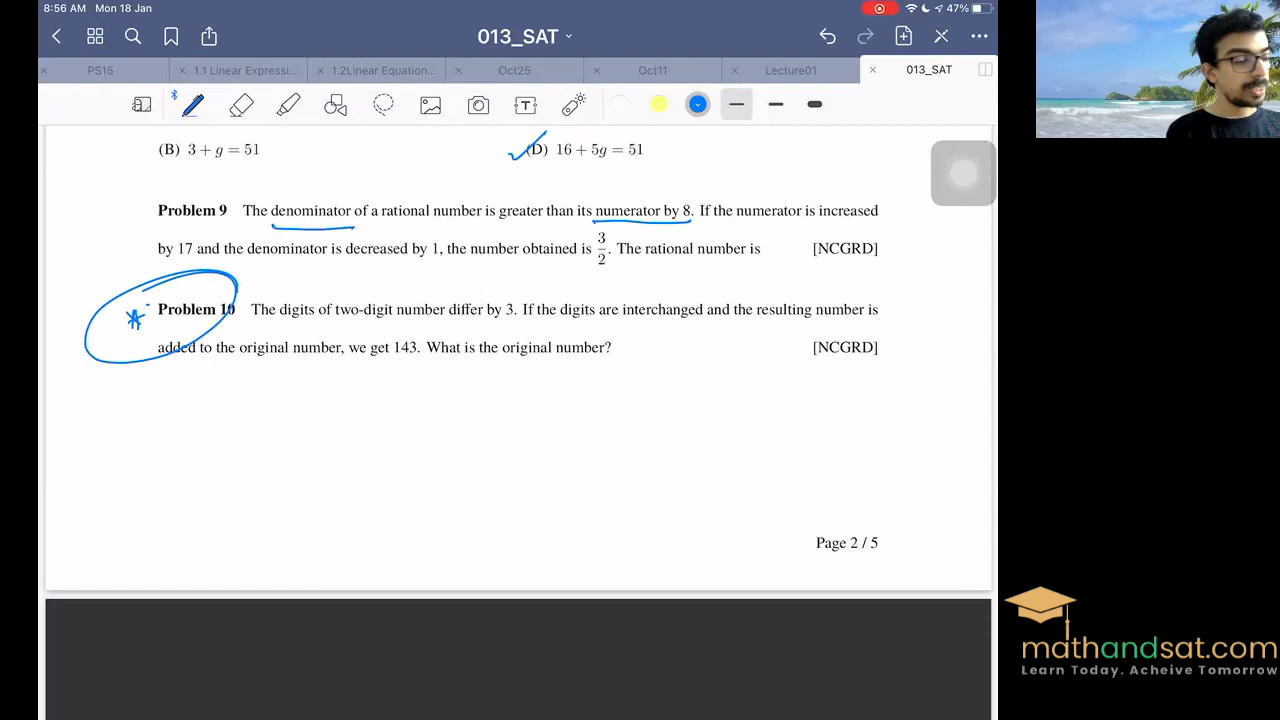 8:56 AM Mon 18 Jan
47%
013_SAT
PS16
1.1 Linear Expressi...
1.2Linear Equation...
Oct25
Oct11
Lecture01
013_SAT
(B) 3 + g = 51
(D) 16 + 5g = 51
Problem 9 The denominator of a rational number is greater than its numerator by 8. If the numerator is increased
by 17 and the denominator is decreased by 1, the number obtained is 3/2. The rational number is [NCGRD]
* Problem 10 The digits of two-digit number differ by 3. If the digits are interchanged and the resulting number is
added to the original number, we get 143. What is the original number? [NCGRD]
Page 2 / 5
mathandsat.com
Learn Today. Acheive Tomorrow